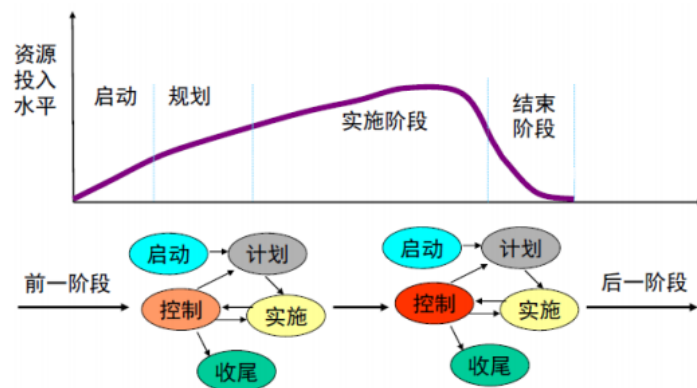 资源
投入
水平
启动
规划
实施阶段
结束
阶段
前一阶段
启动
计划
控制
实施
收尾
启动
计划
控制
实施
收尾
后一阶段